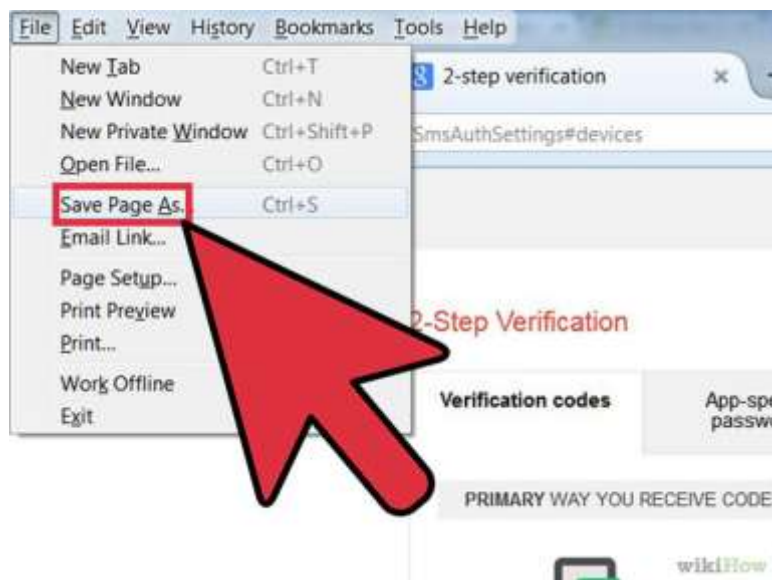 File Edit View History Bookmarks Tools Help
New Tab Ctrl+T
New Window Ctrl+N
New Private Window Ctrl+Shift+P
Open File... Ctrl+O
Save Page As. Ctrl+S
Email Link...
Page Setup...
Print Preview
Print...
Work Offline
Exit
8 2-step verification ×
SmsAuthSettings#devices
2-Step Verification
Verification codes
App-spe
passw
PRIMARY WAY YOU RECEIVE CODE
wikiHow